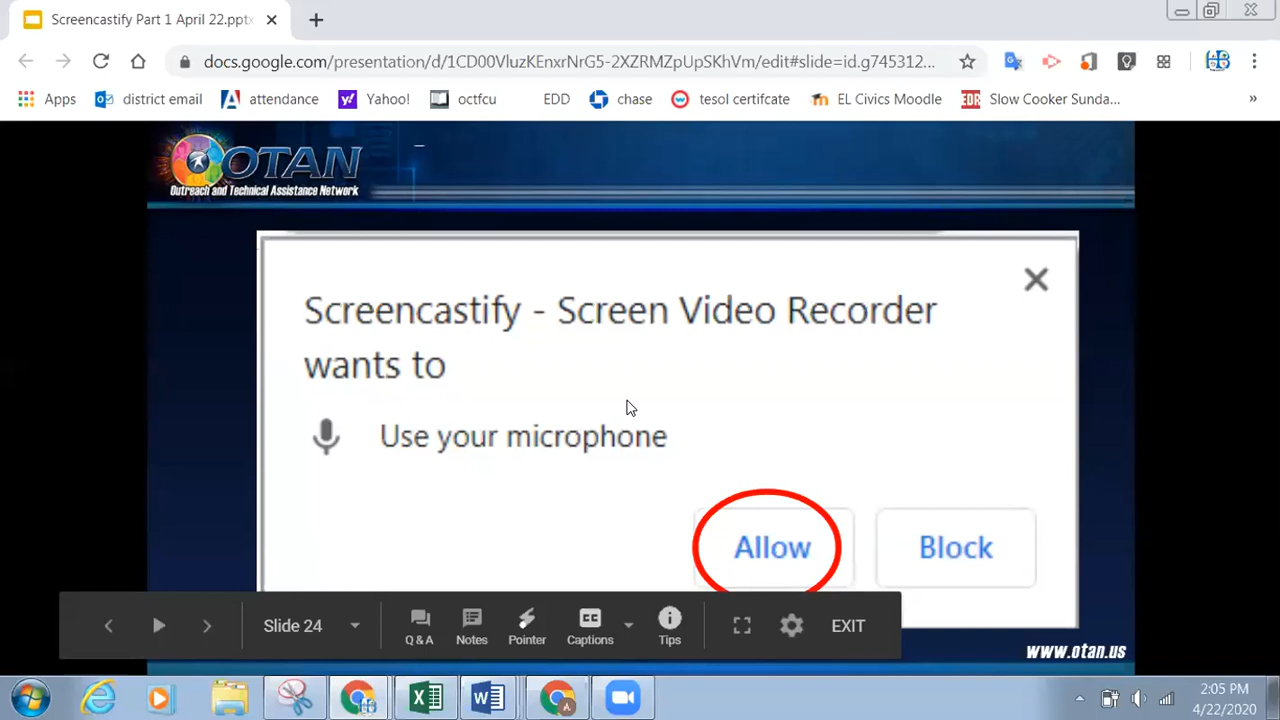 Screencastify Part 1 April 22.pptx
docs.google.com/presentation/d/1CD00VluzKEnxrNrG5-2XZRMZpUpSKhVm/edit#slide=id.g745312...
Apps district email attendance Yahoo! octfcu EDD chase test certifcate EL Civics Moodle EDR Slow Cooker Sunda... »
OTAN
Outreach and Technical Assistance Network
Screencastify - Screen Video Recorder
wants to
Use your microphone
Allow Block
Slide 24 Q & A Notes Pointer CC Captions Tips EXIT
www.otan.us
2:05 PM
4/22/2020